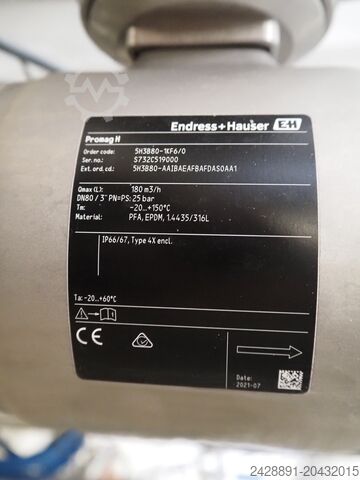 Endress+Hauser EH
Promag H
Order code: 5H3B80-1KF6/0
Ser.no.: S732C519000
Ext. ord. cd.: 5H3B80-AAIBAEAFBAFDAS0AA1
Qmax (L): 180 m3/h
DN80 / 3" PN=PS: 25 bar
Tm: -20...+150°C
Material: PFA, EPDM, 1.4435/316L
IP66/67, Type 4X encl.
Ta: -20...+60°C
CE
Date:
2021-07
2428891-20432015